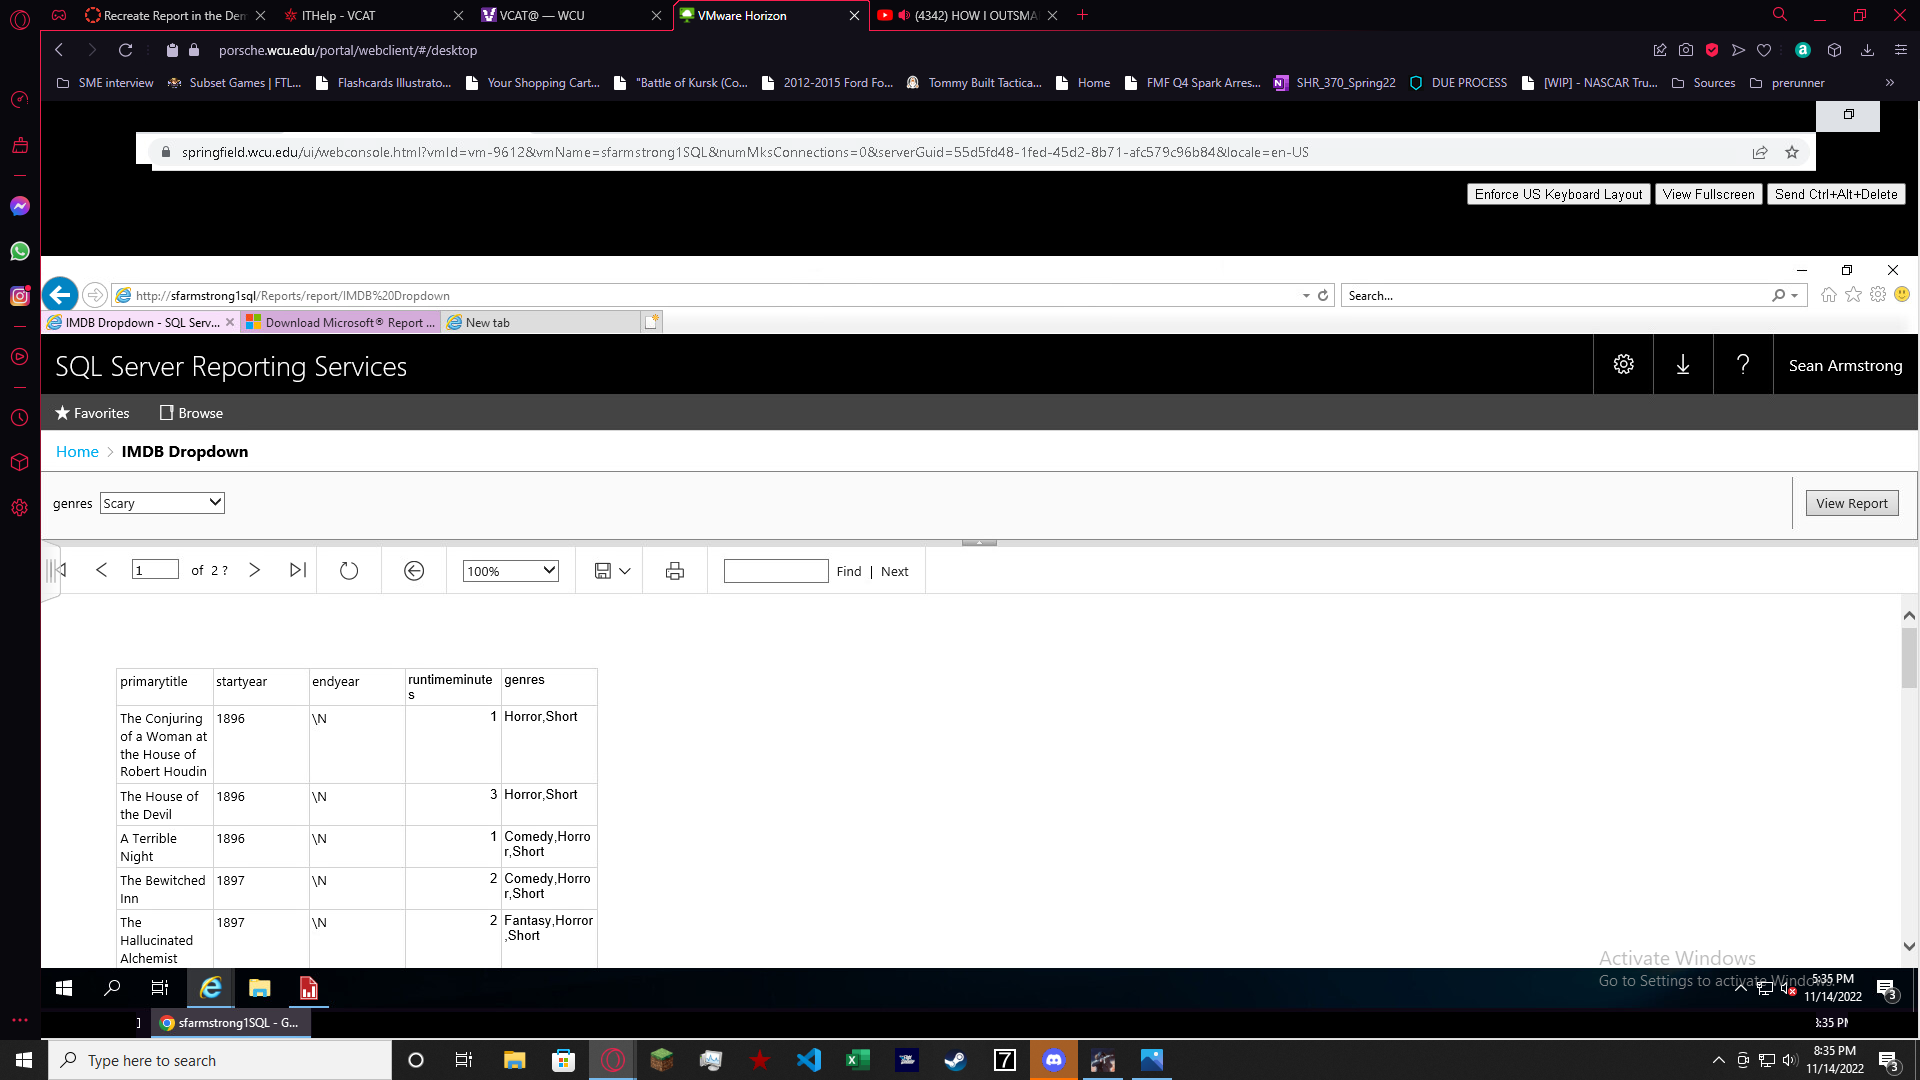 Recreate Report in the Der
ITHelp - VCAT
VCAT@ — WCU
VMware Horizon
(4342) HOW I OUTSMA
porsche.wcu.edu/portal/webclient/#/desktop
SME interview
Subset Games | FTL...
Flashcards Illustrato...
Your Shopping Cart...
"Battle of Kursk (Co...
2012-2015 Ford Fo...
Tommy Built Tactica...
Home
FMF Q4 Spark Arres...
SHR_370_Spring22
DUE PROCESS
[WIP] - NASCAR Tru...
Sources
prerunner
springfield.wcu.edu/ui/webconsole.html?vmId=vm-9612&vmName=sfarmstrong1SQL&numMksConnections=0&serverGuid=55d5fd48-1fed-45d2-8b71-afc579c96b84&locale=en-US
Enforce US Keyboard Layout
View Fullscreen
Send Ctrl+Alt+Delete
http://sfarmstrong1sql/Reports/report/IMDB%20Dropdown
Search...
IMDB Dropdown - SQL Serv...
Download Microsoft® Report ...
New tab
SQL Server Reporting Services
? Sean Armstrong
Favorites
Browse
Home > IMDB Dropdown
genres Scary
View Report
1 of 2 ?
100%
Find | Next
primarytitle startyear endyear runtimeminute
s genres
The Conjuring
of a Woman at
the House of
Robert Houdin
1896 \N 1 Horror,Short
The House of
the Devil
1896 \N 3 Horror,Short
A Terrible
Night
1896 \N 1 Comedy,Horro
r,Short
The Bewitched
Inn
1897 \N 2 Comedy,Horro
r,Short
The
Hallucinated
Alchemist
1897 \N 2 Fantasy,Horror
,Short
Activate Windows
Go to Settings to activate Windows.
5:35 PM
11/14/2022
3
sfarmstrong1SQL - G...
3:35 PM
Type here to search
7
8:35 PM
11/14/2022
3